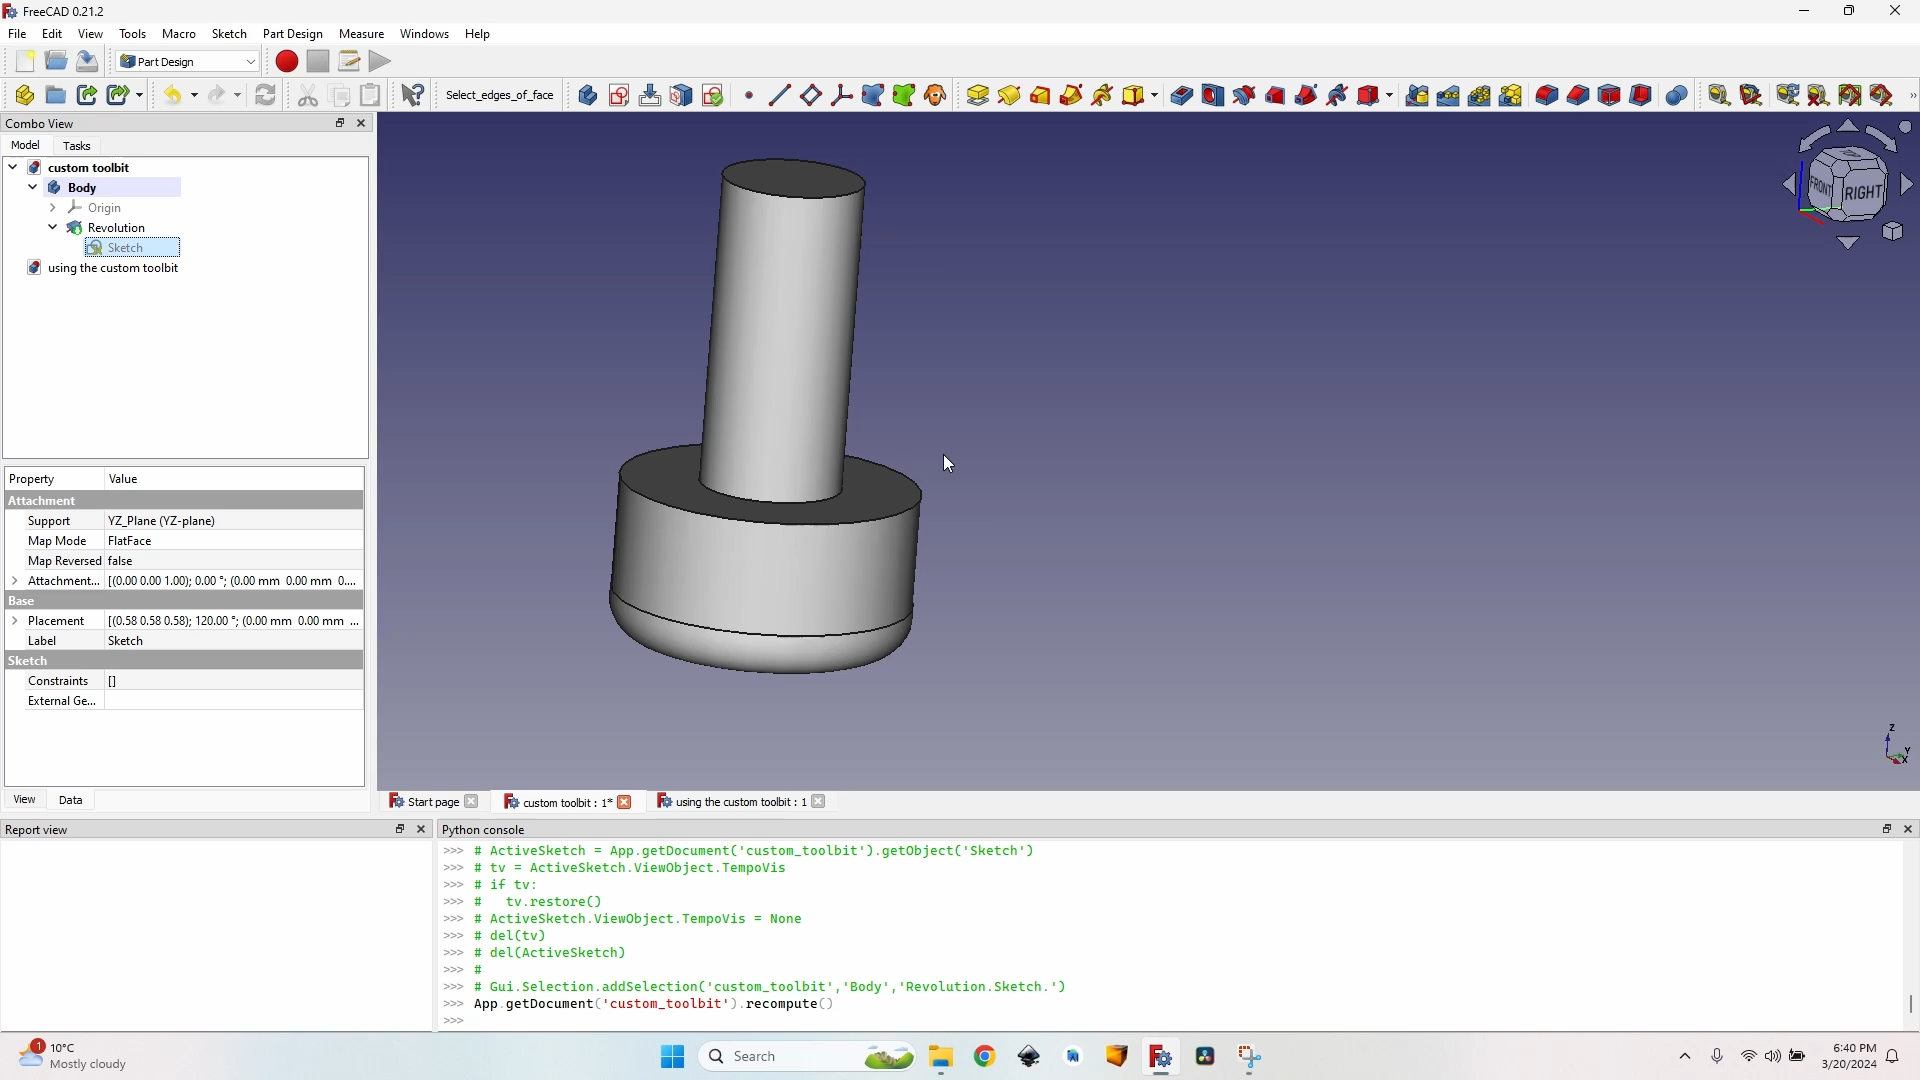 FreeCAD 0.21.2
File Edit View Tools Macro Sketch Part Design Measure Windows Help
Part Design
Select_edges_of_face
Combo View
Model Tasks
custom toolbit
Body
Origin
Revolution
Sketch
using the custom toolbit
FRONT RIGHT
Property Value
Attachment
Support YZ_Plane (YZ-plane)
Map Mode FlatFace
Map Reversed false
Attachment... [(0.00 0.00 1.00); 0.00 °; (0.00 mm 0.00 mm 0....
Base
Placement [(0.58 0.58 0.58); 120.00 °; (0.00 mm 0.00 mm ...
Label Sketch
Sketch
Constraints []
External Ge...
Z
Y
X
View Data
Start page custom toolbit : 1* using the custom toolbit : 1
Report view
Python console
>>> # ActiveSketch = App.getDocument('custom_toolbit').getObject('Sketch')
>>> # tv = ActiveSketch.ViewObject.TempoVis
>>> # if tv:
>>> #   tv.restore()
>>> # ActiveSketch.ViewObject.TempoVis = None
>>> # del(tv)
>>> # del(ActiveSketch)
>>> #
>>> # Gui.Selection.addSelection('custom_toolbit','Body','Revolution.Sketch.')
>>> App.getDocument('custom_toolbit').recompute()
>>>
1
10°C
Mostly cloudy
Search
6:40 PM
3/20/2024